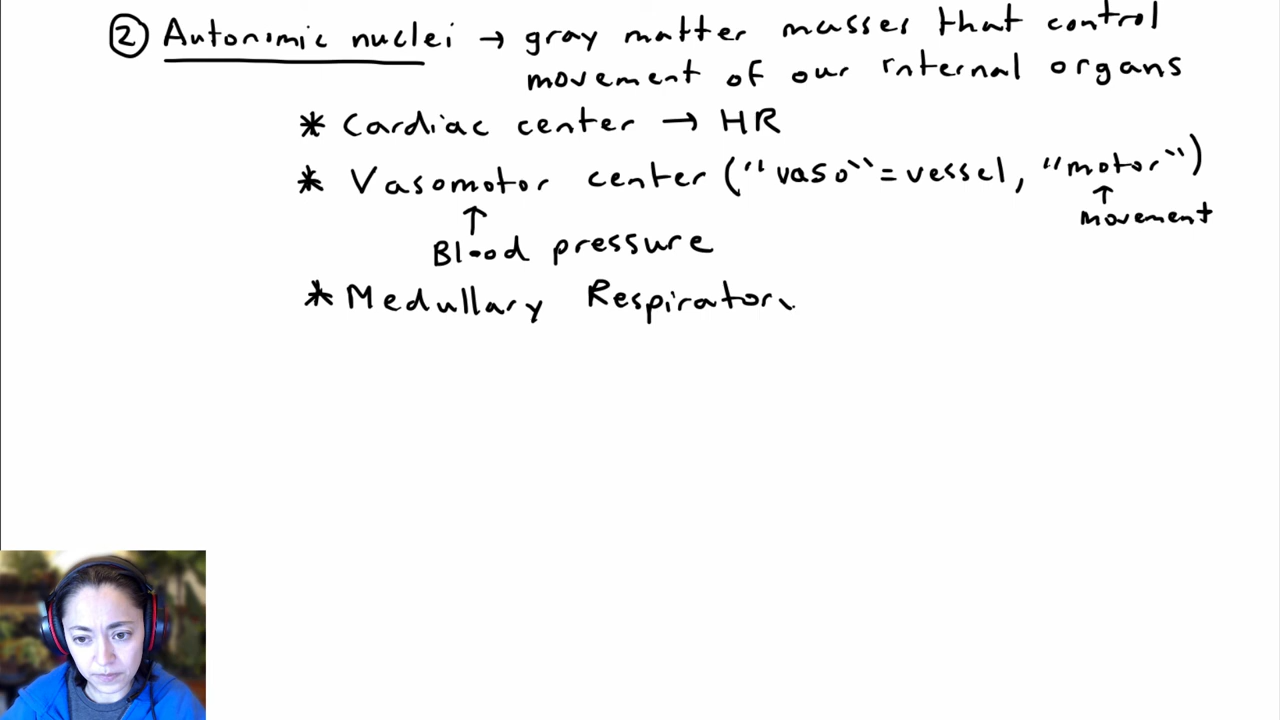 ② Autonomic nuclei → gray matter masses that control
movement of our internal organs
* Cardiac center → HR
* Vasomotor center ("vaso" = vessel, "motor")
↑
movement
↑
Blood pressure
* Medullary Respiratory